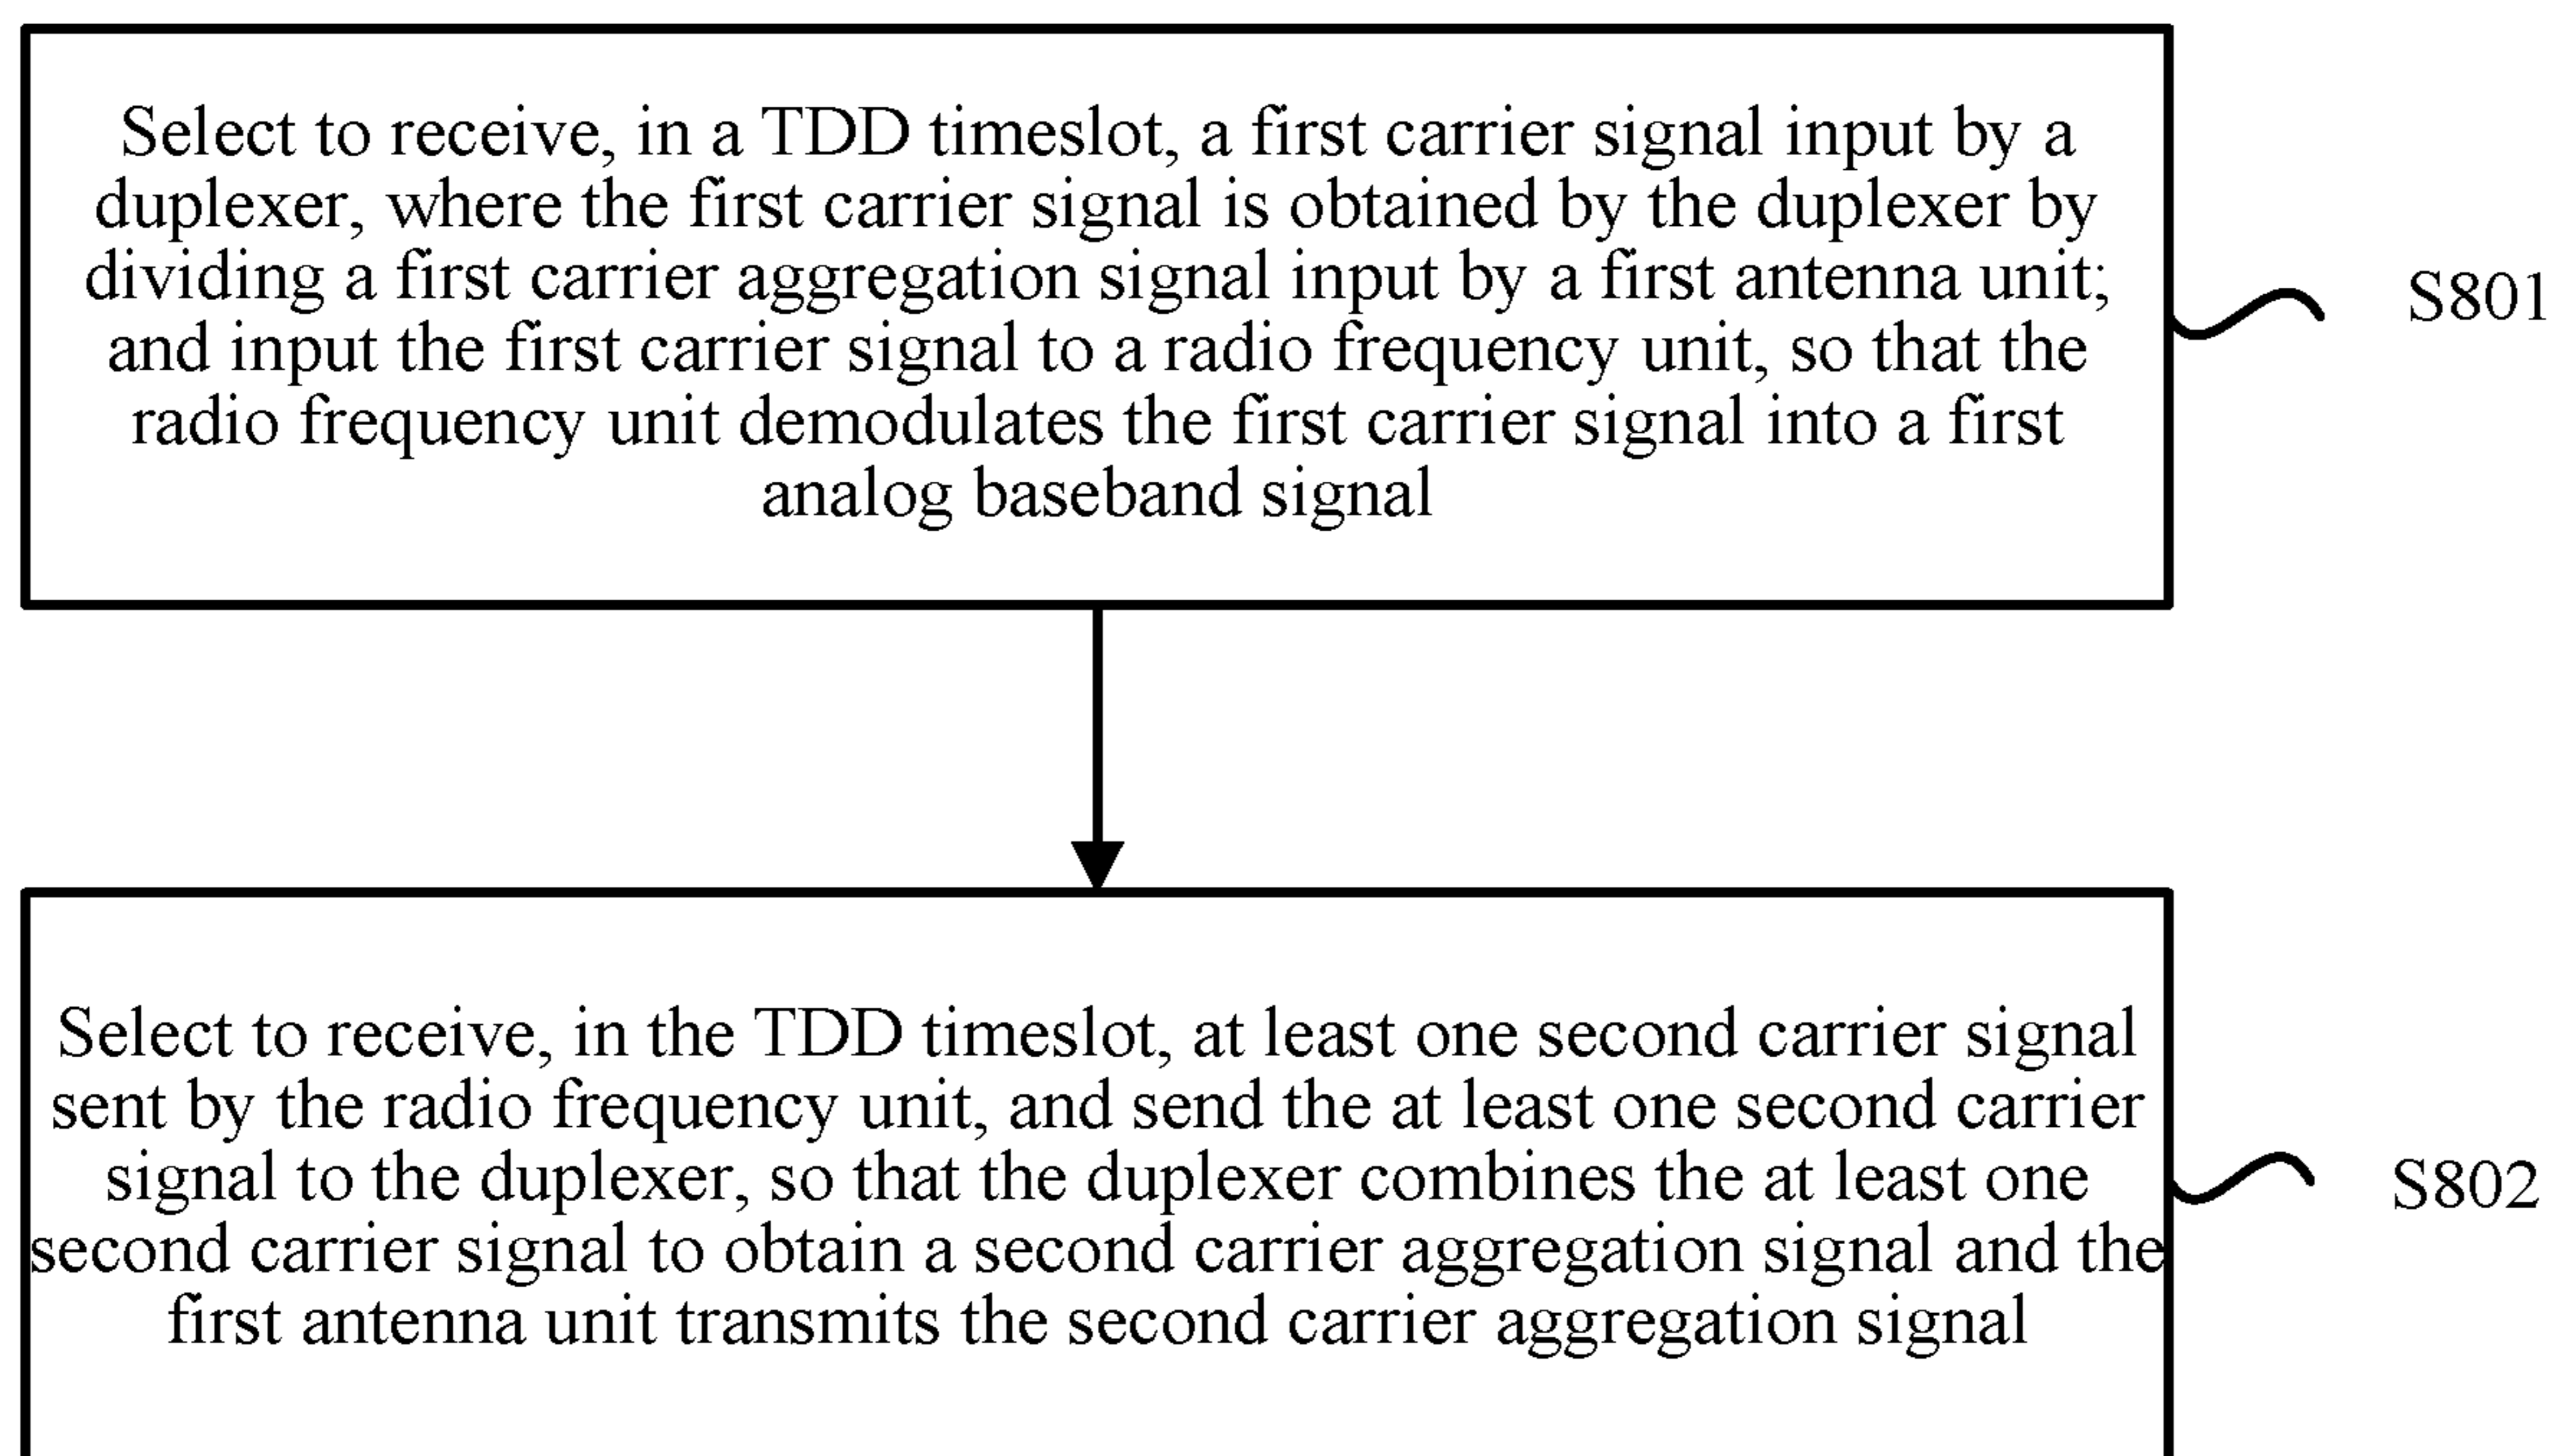 Select to receive, in a TDD timeslot, a first carrier signal input by a
duplexer, where the first carrier signal is obtained by the duplexer by
dividing a first carrier aggregation signal input by a first antenna unit;
and input the first carrier signal to a radio frequency unit, so that the
radio frequency unit demodulates the first carrier signal into a first
analog baseband signal
S801
Select to receive, in the TDD timeslot, at least one second carrier signal
sent by the radio frequency unit, and send the at least one second carrier
signal to the duplexer, so that the duplexer combines the at least one
second carrier signal to obtain a second carrier aggregation signal and the
first antenna unit transmits the second carrier aggregation signal
S802